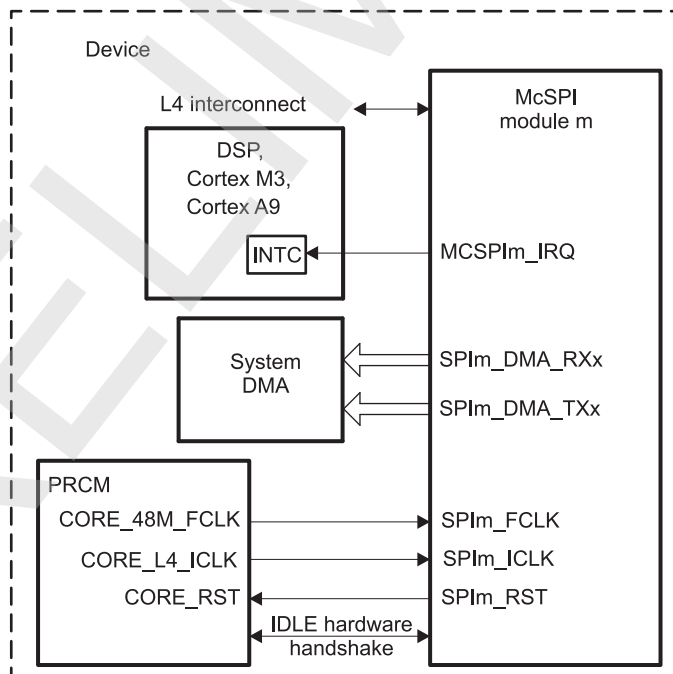 Device
L4 interconnect
McSPI
module m
DSP,
Cortex M3,
Cortex A9
INTC
MCSPIm_IRQ
System
DMA
SPIm_DMA_RXx
SPIm_DMA_TXx
PRCM
CORE_48M_FCLK
SPIm_FCLK
CORE_L4_ICLK
SPIm_ICLK
CORE_RST
SPIm_RST
IDLE hardware
handshake